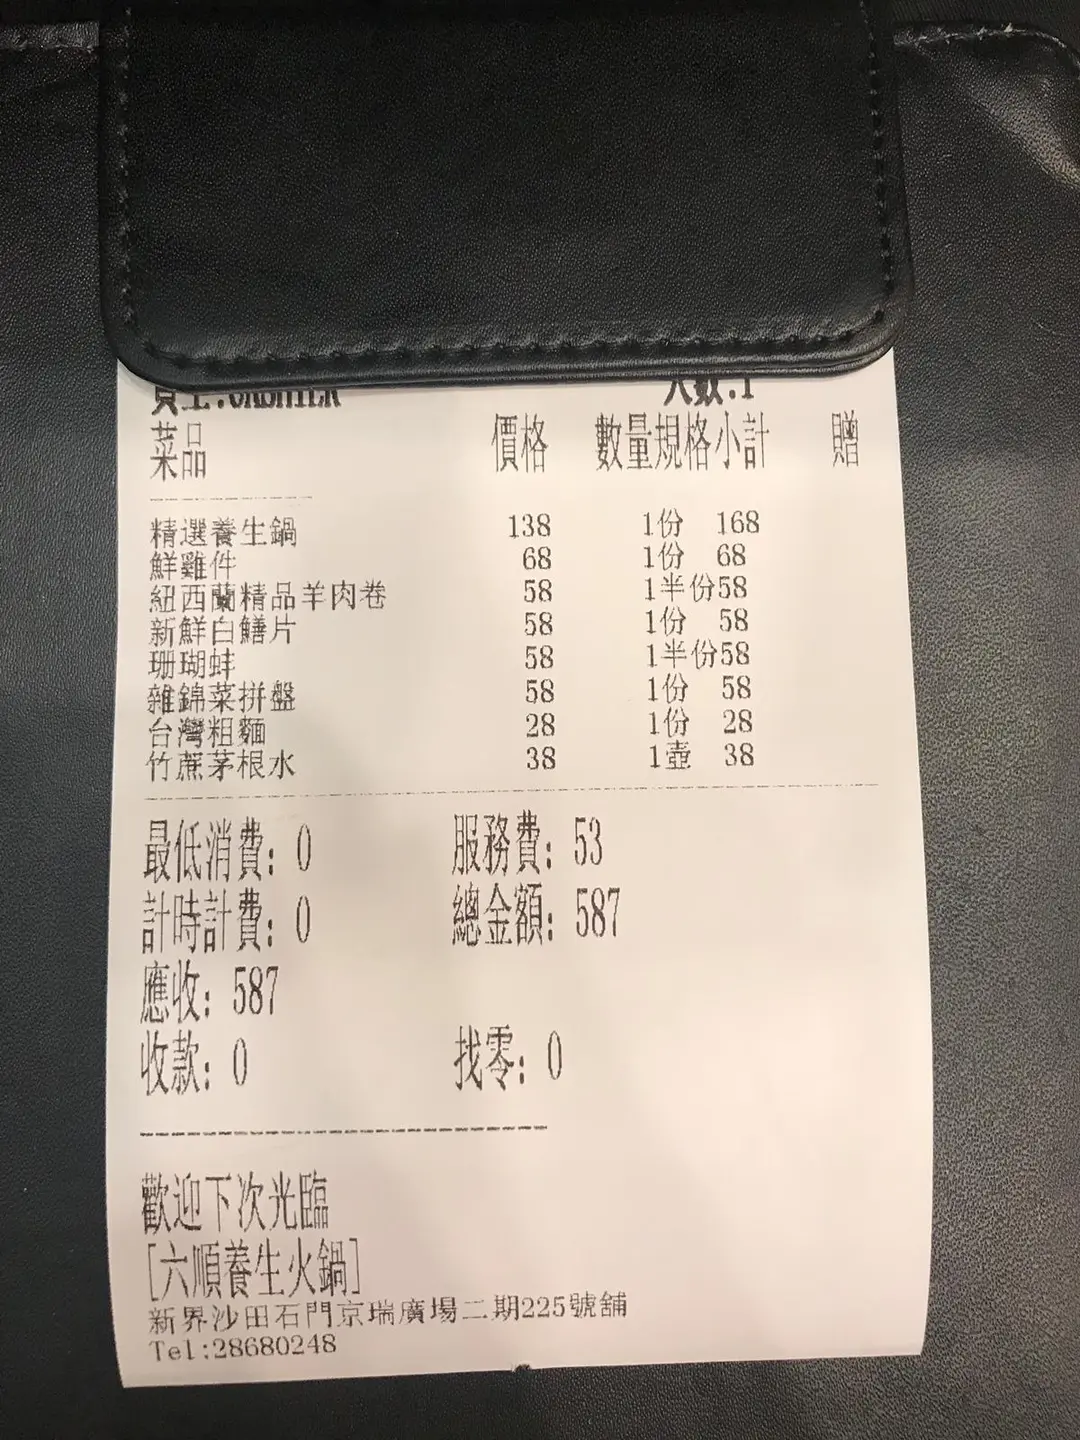 員工:CASHIER 人數:1
菜品 價格 數量規格小計 贈
精選養生鍋 138 1份 168
鮮雞件 68 1份 68
紐西蘭精品羊肉卷 58 1半份58
新鮮白鱔片 58 1份 58
珊瑚蚌 58 1半份58
雜錦菜拼盤 58 1份 58
台灣粗麵 28 1份 28
竹蔗茅根水 38 1壺 38
最低消費: 0 服務費: 53
計時計費: 0 總金額: 587
應收: 587
收款: 0 找零: 0
歡迎下次光臨
[六順養生火鍋]
新界沙田石門京瑞廣場二期225號舖
Tel:28680248